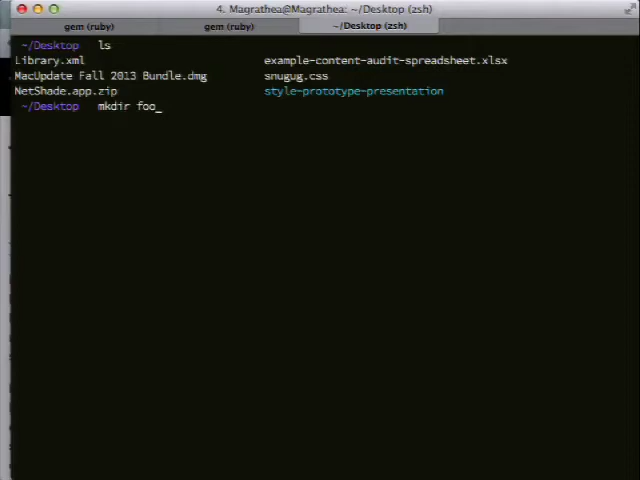 4. Magrathea@Magrathea: ~/Desktop (zsh)
gem (ruby) gem (ruby) ~/Desktop (zsh)
~/Desktop ls
Library.xml example-content-audit-spreadsheet.xlsx
MacUpdate Fall 2013 Bundle.dmg snugug.css
NetShade.app.zip style-prototype-presentation
~/Desktop mkdir foo_